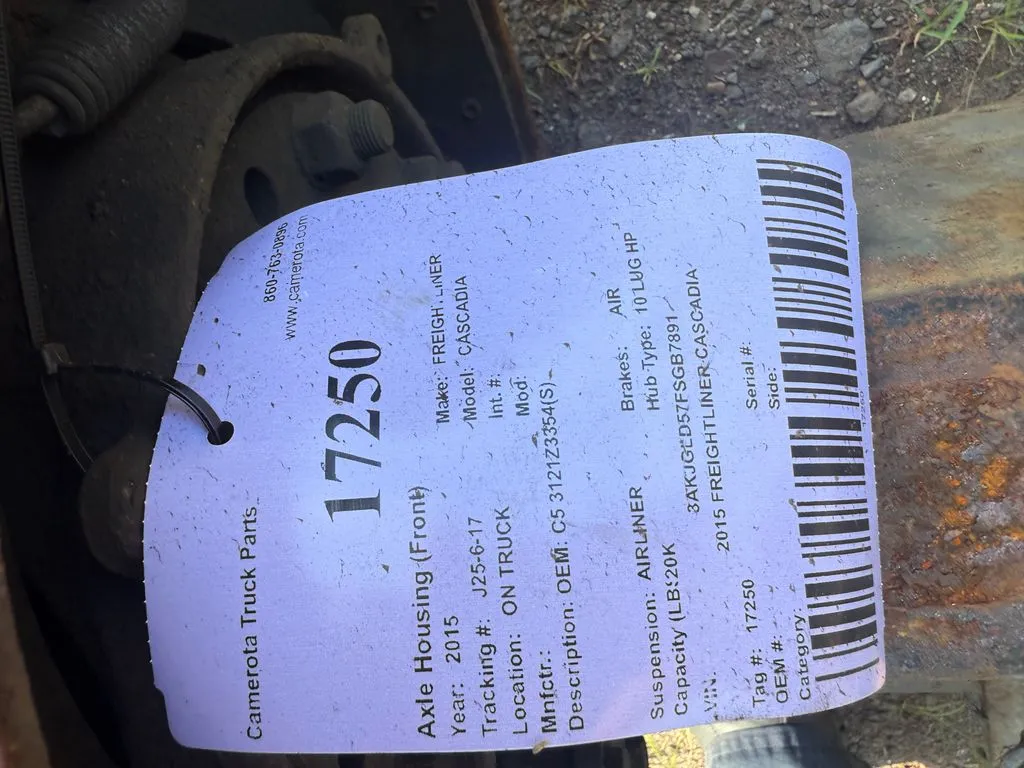 Camerota Truck Parts 860-763-0896
www.camerota.com
17250
Axle Housing (Front)
Year: 2015 Make: FREIGHTLINER
Tracking #: J25-6-17 Model: CASCADIA
Location: ON TRUCK Int. #:
Mnfctr.: Mod:
Description: OEM: C5 3121Z3354(S)
Suspension: AIRLINER Brakes: AIR
Capacity (LB: 20K Hub Type: 10 LUG HP
VIN: 3AKJGLD57FSGB7891
2015 FREIGHTLINER CASCADIA
Tag #: 17250 Serial #:
OEM #: Side:
Category:
17250